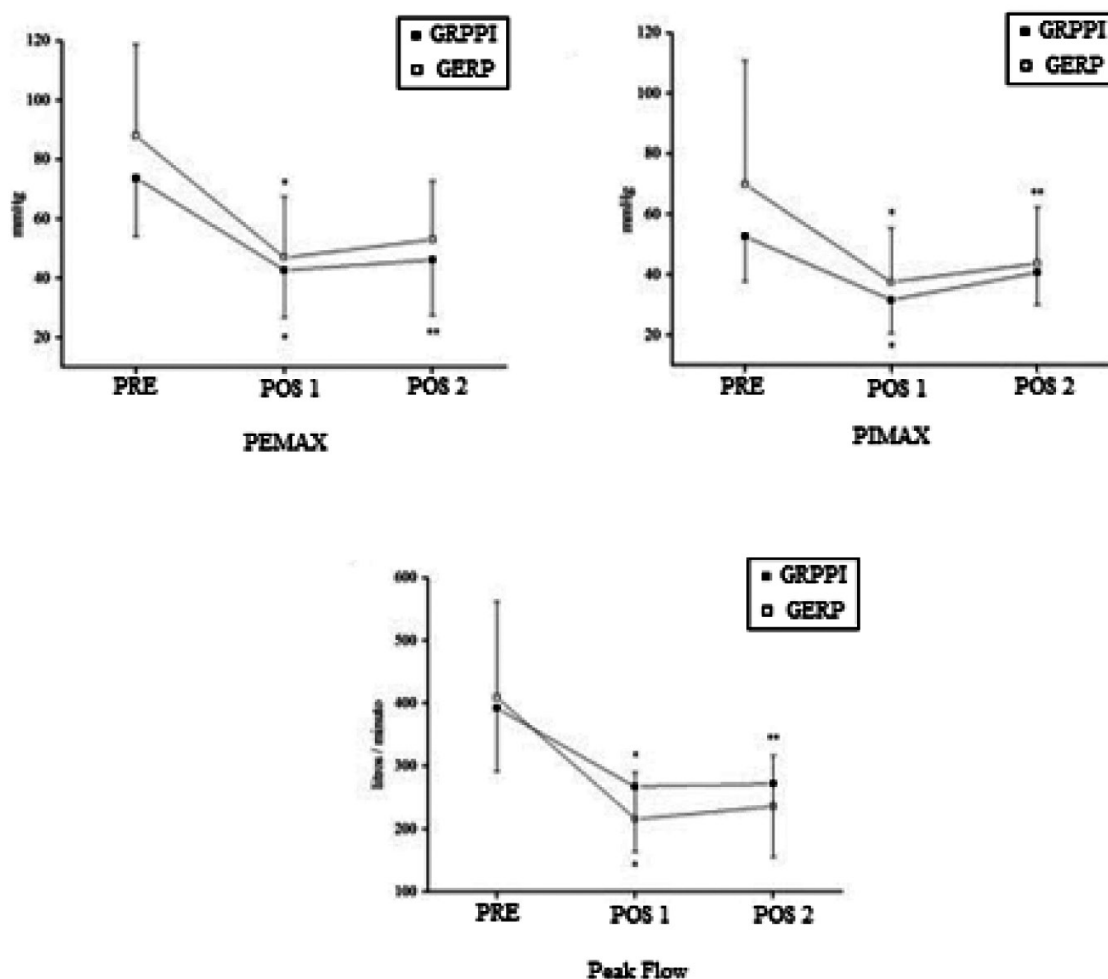 GRPPI
GERP
120
100
80
60
40
20
mmHg
*
*
**
PRE
POS 1
POS 2
PEMAX
GRPPI
GERP
120
100
80
60
40
20
mmHg
*
*
**
PRE
POS 1
POS 2
PIMAX
GRPPI
GERP
600
500
400
300
200
100
litros / minuto
*
*
**
PRE
POS 1
POS 2
Peak Flow